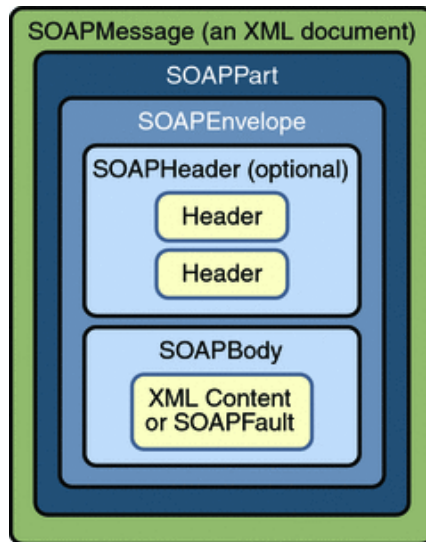 SOAPMessage (an XML document)
SOAPPart
SOAPEnvelope
SOAPHeader (optional)
Header
Header
SOAPBody
XML Content
or SOAPFault